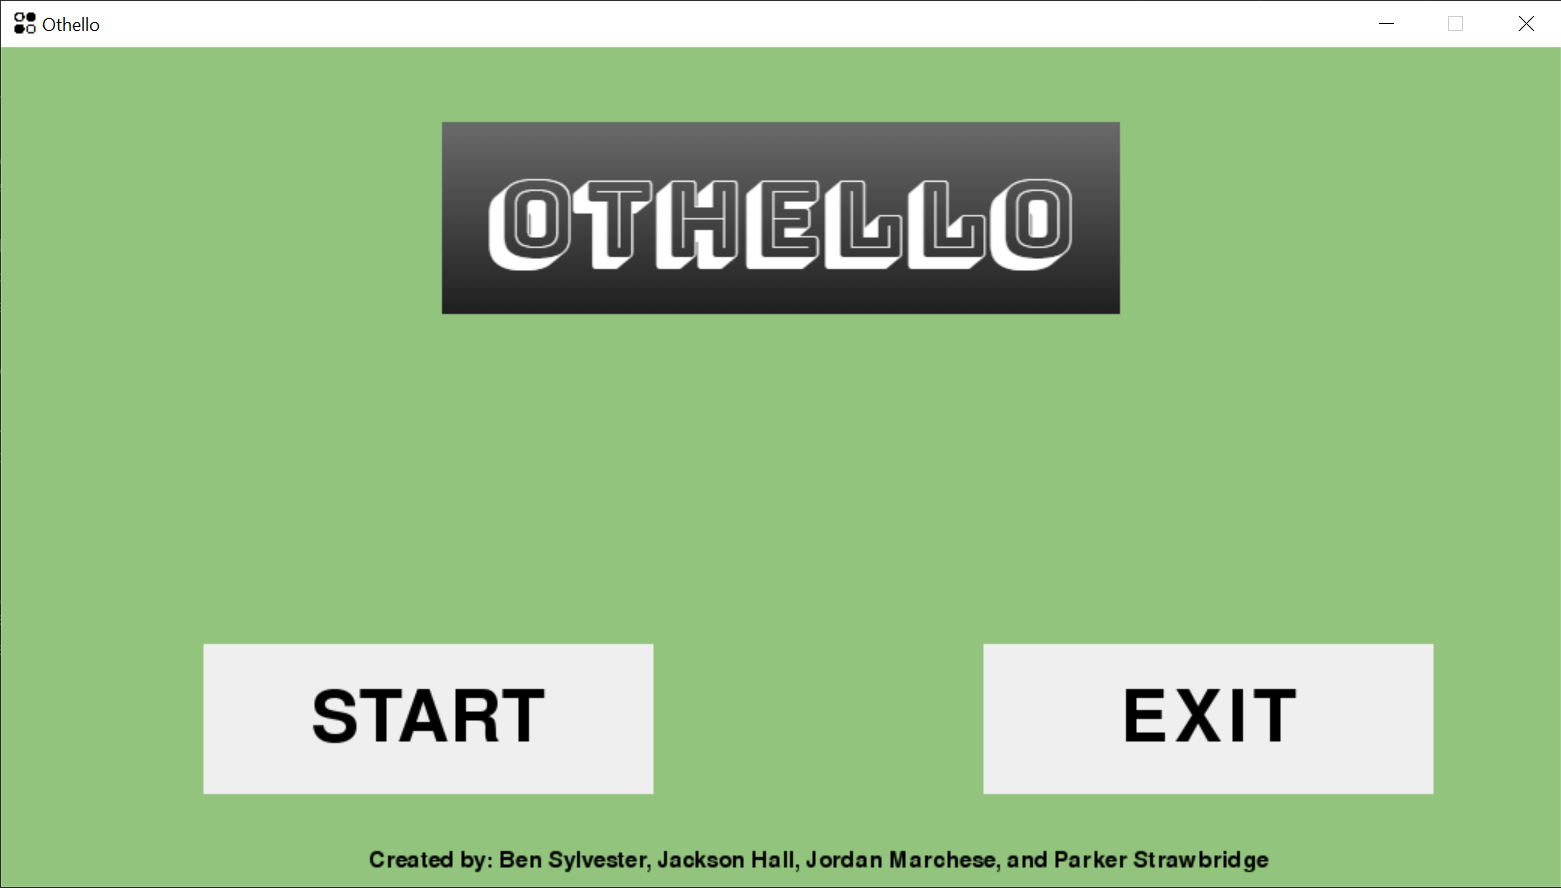 Othello
OTHELLO
START
EXIT
Created by: Ben Sylvester, Jackson Hall, Jordan Marchese, and Parker Strawbridge